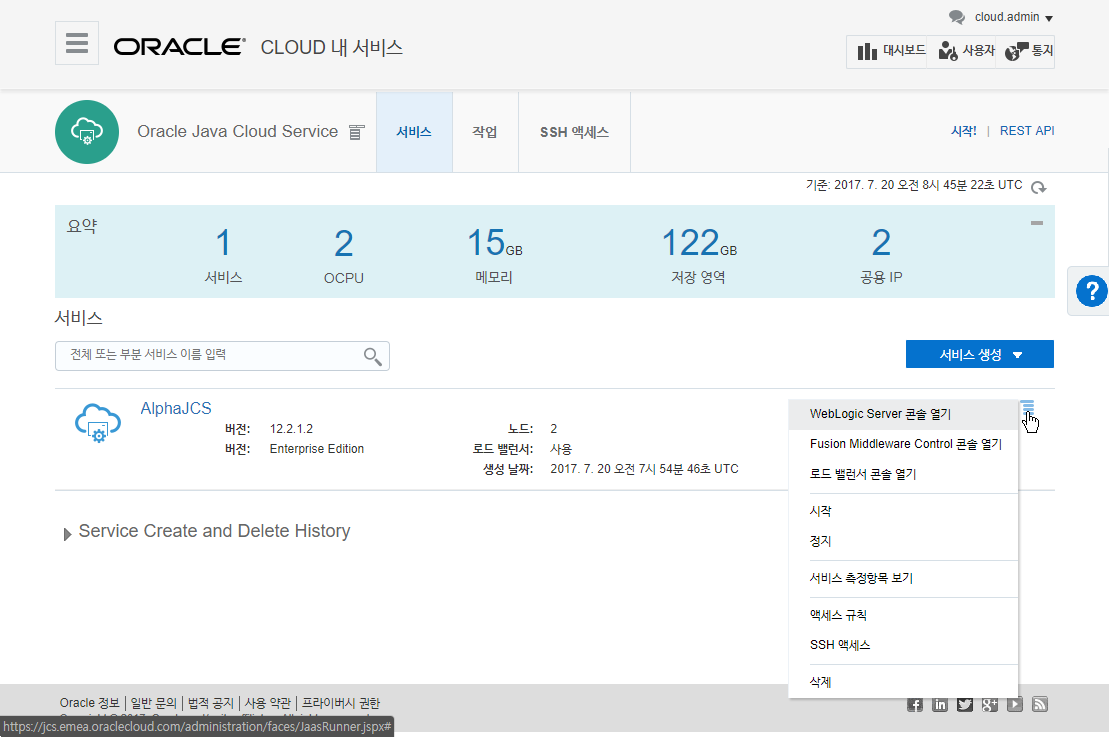 cloud.admin
ORACLE® CLOUD 내 서비스
대시보드 사용자 통지
Oracle Java Cloud Service 서비스 작업 SSH 액세스 시작! | REST API
기준: 2017. 7. 20 오전 8시 45분 22초 UTC
요약
1 2 15GB 122GB 2
서비스 OCPU 메모리 저장 영역 공용 IP
?
서비스
전체 또는 부분 서비스 이름 입력
서비스 생성
AlphaJCS
버전: 12.2.1.2 노드: 2
버전: Enterprise Edition 로드 밸런서: 사용
생성 날짜: 2017. 7. 20 오전 7시 54분 46초 UTC
WebLogic Server 콘솔 열기
Fusion Middleware Control 콘솔 열기
로드 밸런서 콘솔 열기
시작
정지
서비스 측정항목 보기
액세스 규칙
SSH 액세스
삭제
Service Create and Delete History
Oracle 정보 | 일반 문의 | 법적 공지 | 사용 약관 | 프라이버시 권한
https://jcs.emea.oraclecloud.com/administration/faces/JaasRunner.jspx#